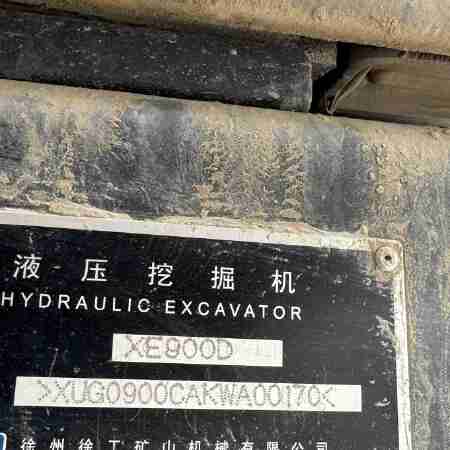 液压挖掘机
HYDRAULIC EXCAVATOR
XE900D
>XUG0900CAKWA00170<
徐州徐工矿山机械有限公司